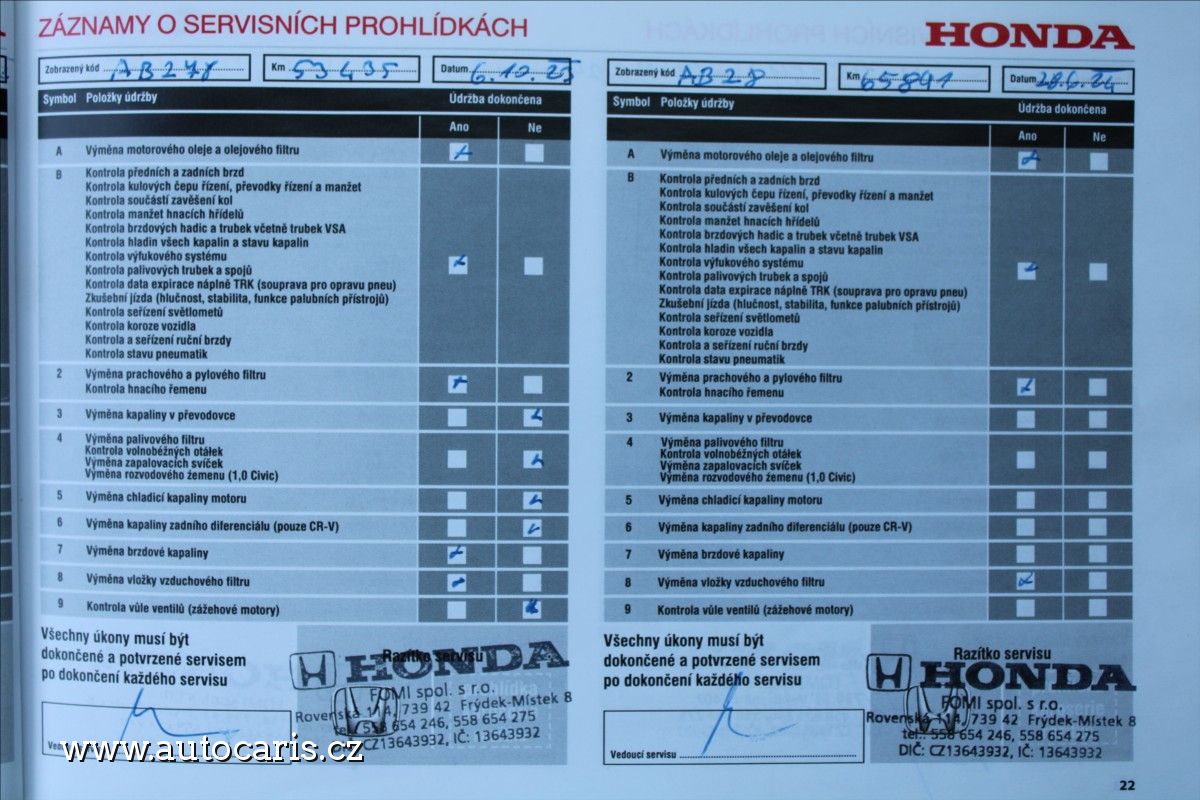 ZÁZNAMY O SERVISNÍCH PROHLÍDKÁCH
HONDA
Zobrazený kód AB278
Km 53 435
Datum 6.10.
Symbol Položky údržby Údržba dokončena
Ano Ne
A Výměna motorového oleje a olejového filtru
B Kontrola předních a zadních brzd
Kontrola kulových čepu řízení, převodky řízení a manžet
Kontrola součástí zavěšení kol
Kontrola manžet hnacích hřídelů
Kontrola brzdových hadic a trubek včetně trubek VSA
Kontrola hladin všech kapalin a stavu kapalin
Kontrola výfukového systému
Kontrola palivových trubek a spojů
Kontrola data expirace náplně TRK (souprava pro opravu pneu)
Zkušební jízda (hlučnost, stabilita, funkce palubních přístrojů)
Kontrola seřízení světlometů
Kontrola koroze vozidla
Kontrola a seřízení ruční brzdy
Kontrola stavu pneumatik
2 Výměna prachového a pylového filtru
Kontrola hnacího řemenu
3 Výměna kapaliny v převodovce
4 Výměna palivového filtru
Kontrola volnoběžných otáłek
Výměna zapalovacích svíček
Výměna rozvodového žemenu (1,0 Civic)
5 Výměna chladicí kapaliny motoru
6 Výměna kapaliny zadního diferenciálu (pouze CR-V)
7 Výměna brzdové kapaliny
8 Výměna vložky vzduchového filtru
9 Kontrola vůle ventilů (zážehové motory)
Všechny úkony musí být
dokončené a potvrzené servisem
po dokončení každého servisu
Razítko servisu
HONDA
FOMI spol. s r.o.
Rovenská 114, 739 42 Frýdek-Místek 8
tel.: 558 654 246, 558 654 275
CZ13643932, IČ: 13643932
www.autocaris.cz
Zobrazený kód AB28
Km 65891
Datum
Symbol Položky údržby Údržba dokončena
Ano Ne
A Výměna motorového oleje a olejového filtru
B Kontrola předních a zadních brzd
Kontrola kulových čepu řízení, převodky řízení a manžet
Kontrola součástí zavěšení kol
Kontrola manžet hnacích hřídelů
Kontrola brzdových hadic a trubek včetně trubek VSA
Kontrola hladin všech kapalin a stavu kapalin
Kontrola výfukového systému
Kontrola palivových trubek a spojů
Kontrola data expirace náplně TRK (souprava pro opravu pneu)
Zkušební jízda (hlučnost, stabilita, funkce palubních přístrojů)
Kontrola seřízení světlometů
Kontrola koroze vozidla
Kontrola a seřízení ruční brzdy
Kontrola stavu pneumatik
2 Výměna prachového a pylového filtru
Kontrola hnacího řemenu
3 Výměna kapaliny v převodovce
4 Výměna palivového filtru
Kontrola volnoběžných otáłek
Výměna zapalovacích svíček
Výměna rozvodového žemenu (1,0 Civic)
5 Výměna chladicí kapaliny motoru
6 Výměna kapaliny zadního diferenciálu (pouze CR-V)
7 Výměna brzdové kapaliny
8 Výměna vložky vzduchového filtru
9 Kontrola vůle ventilů (zážehové motory)
Všechny úkony musí být
dokončené a potvrzené servisem
po dokončení každého servisu
Razítko servisu
HONDA
FOMI spol. s r.o.
Rovenská 114, 739 42 Frýdek-Místek 8
tel.: 558 654 246, 558 654 275
DIČ: CZ13643932, IČ: 13643932
Vedoucí servisu
22